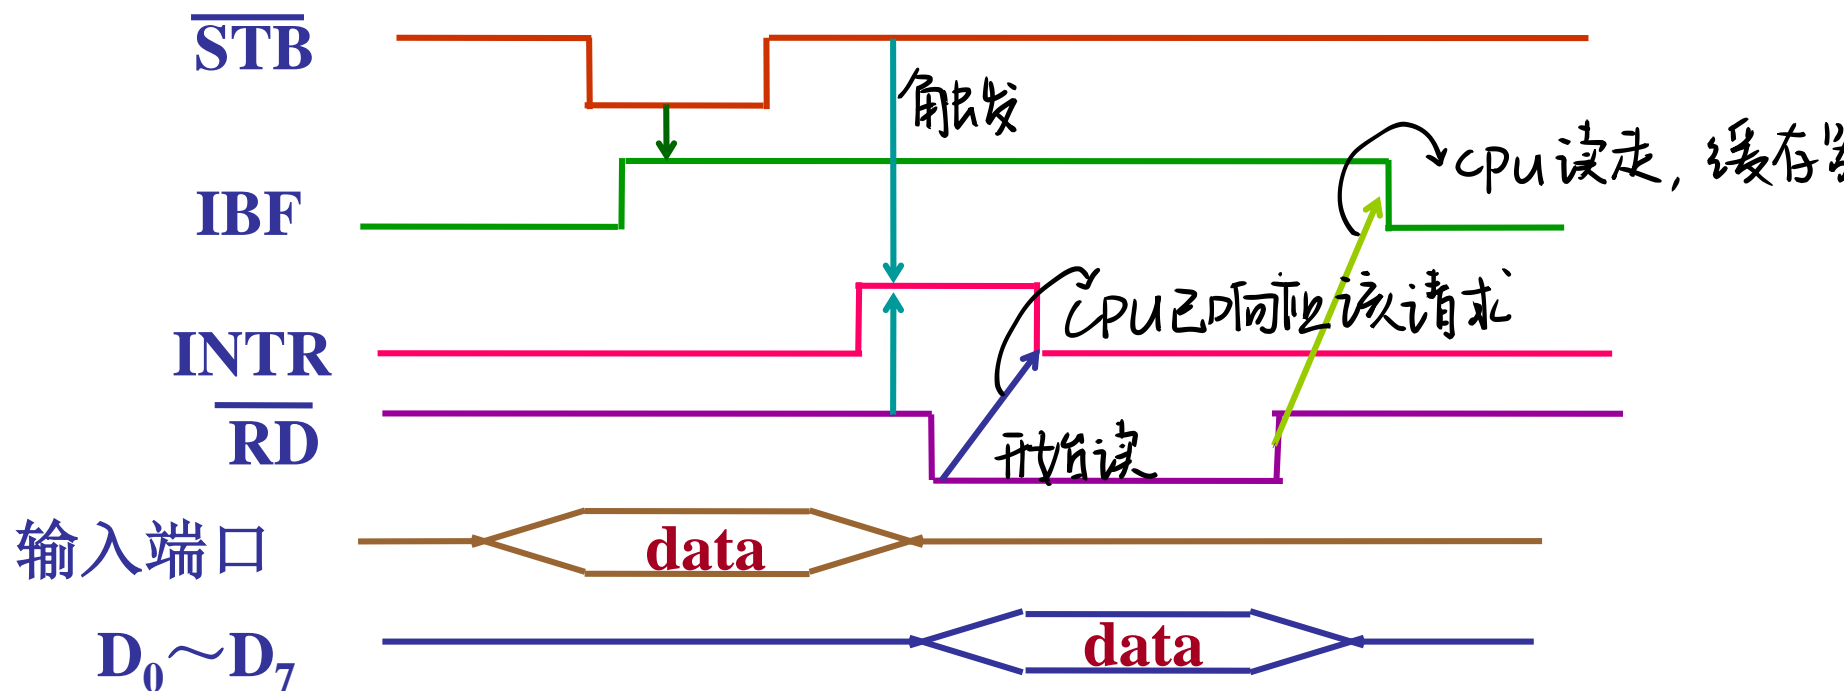 STB
触发
CPU读走, 缓存
IBF
CPU已响应该请求
INTR
RD
开始读
输入端口
data
D0～D7
data